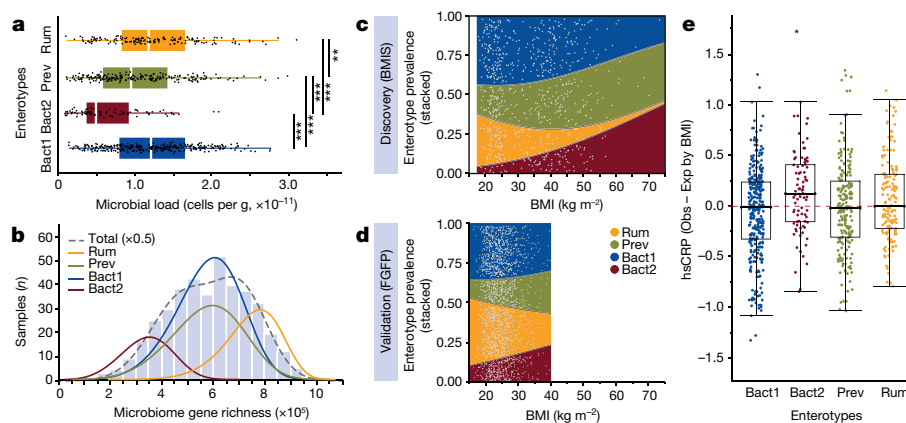 a
Enterotypes
Rum
Prev
Bact2
Bact1
**
***
***
***
***
0
1.0
2.0
3.0
Microbial load (cells per g, ×10⁻¹¹)
b
Samples (n)
60
50
40
30
20
10
0
Total (×0.5)
Rum
Prev
Bact1
Bact2
0
2
4
6
8
10
Microbiome gene richness (×10⁵)
c
Discovery (BMIS)
Enterotype prevalence
(stacked)
1.00
0.75
0.50
0.25
0.00
20
30
40
50
60
70
BMI (kg m⁻²)
d
Validation (FGFP)
Enterotype prevalence
(stacked)
1.00
0.75
0.50
0.25
0.00
20
30
40
50
60
70
BMI (kg m⁻²)
Rum
Prev
Bact1
Bact2
e
hsCRP (Obs – Exp by BMI)
1.5
1.0
0.5
0.0
−0.5
−1.0
−1.5
*
Bact1
Bact2
Prev
Rum
Enterotypes